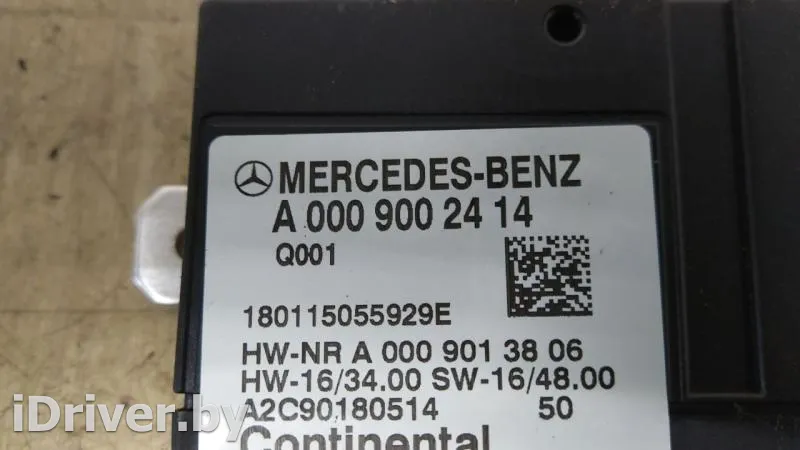 MERCEDES-BENZ
A 000 900 24 14
Q001
180115055929E
HW-NR A 000 901 38 06
HW-16/34.00 SW-16/48.00
A2C90180514 50
Continental
iDriver.by